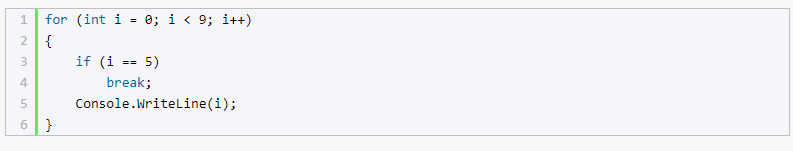 1 for (int i = 0; i < 9; i++)
2 {
3     if (i == 5)
4         break;
5     Console.WriteLine(i);
6 }